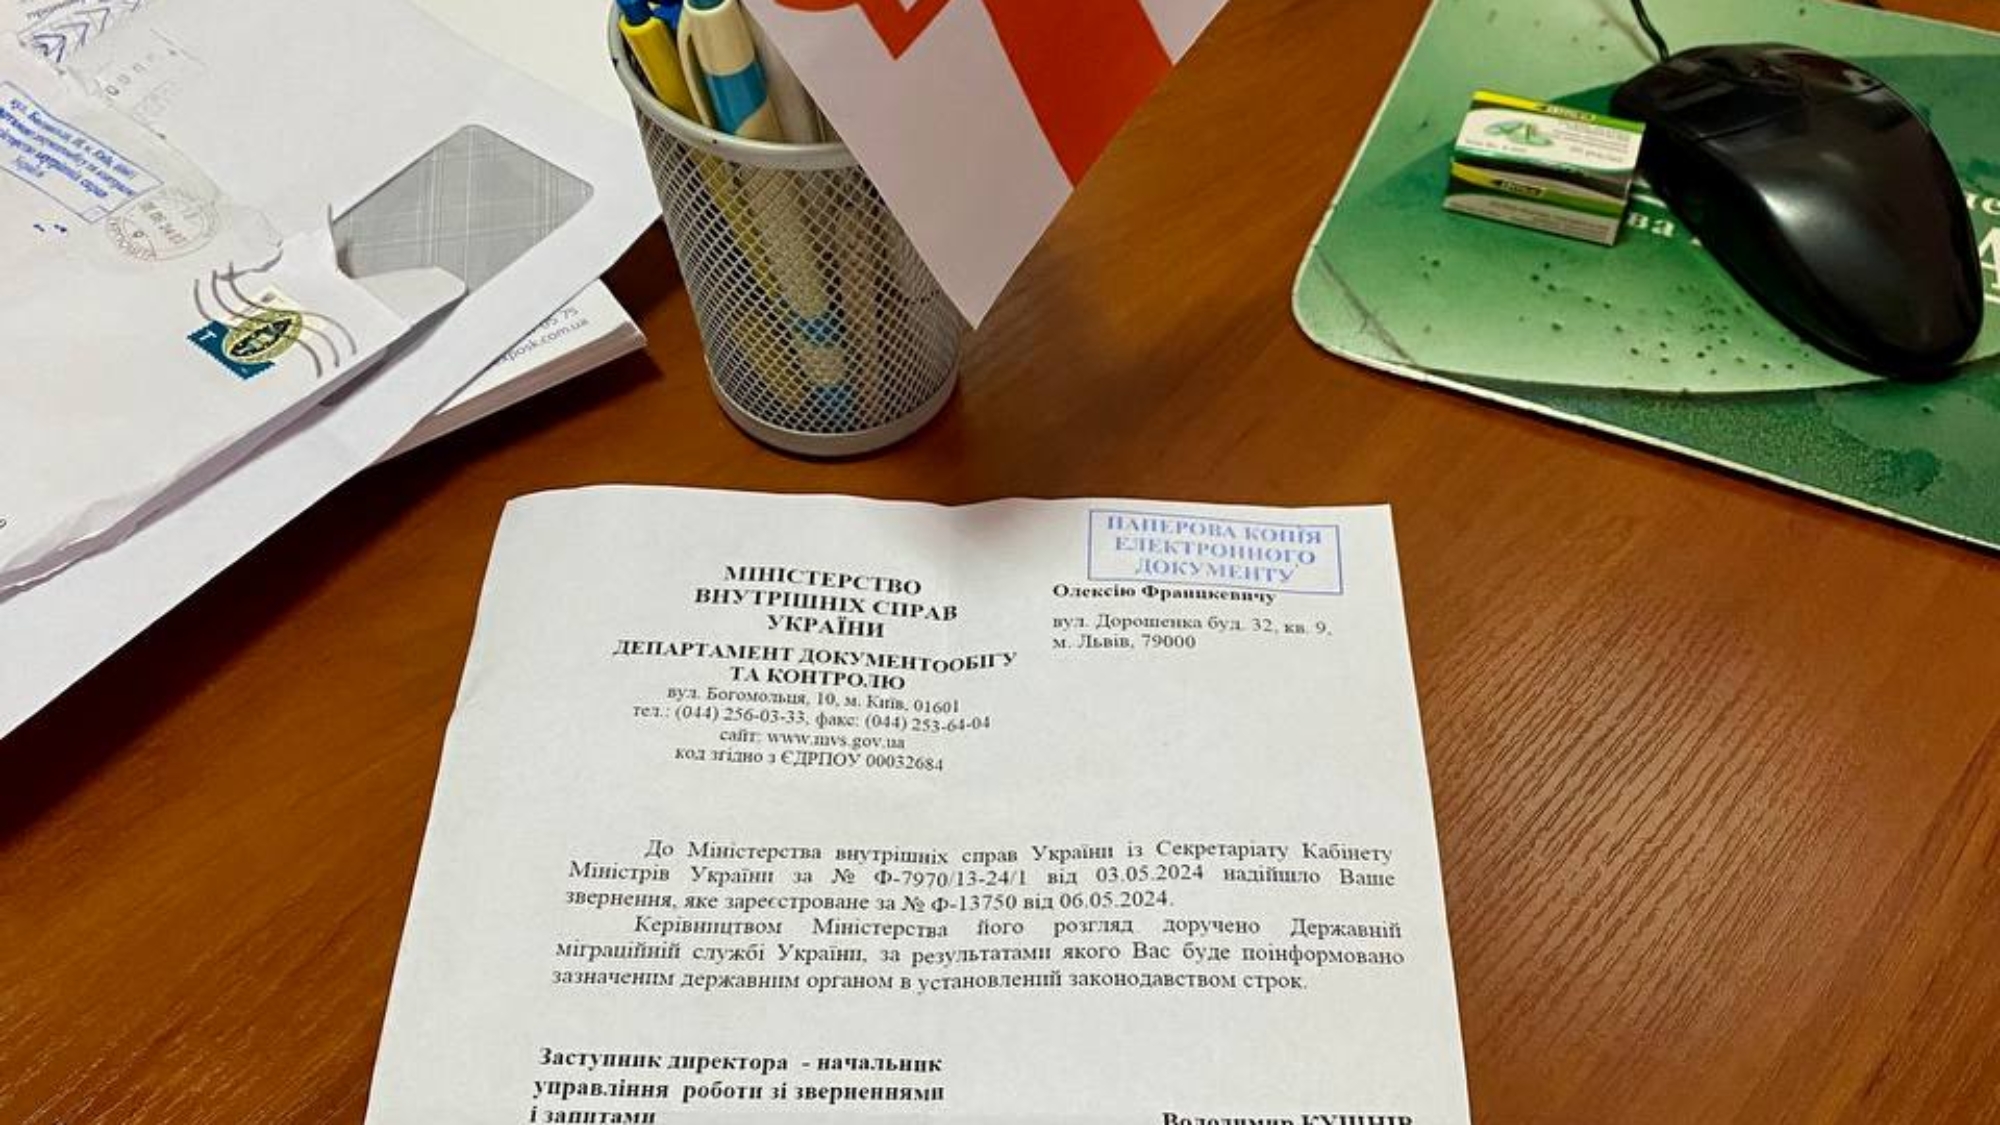 ПАПЕРОВА КОПІЯ
ЕЛЕКТРОННОГО
ДОКУМЕНТУ
МІНІСТЕРСТВО
ВНУТРІШНІХ СПРАВ
УКРАЇНИ
ДЕПАРТАМЕНТ ДОКУМЕНТООБІГУ
ТА КОНТРОЛЮ
вул. Богомольця, 10, м. Київ, 01601
тел.: (044) 256-03-33, факс: (044) 253-64-04
сайт: www.mvs.gov.ua
код згідно з ЄДРПОУ 00032684
Олексію Францкевичу
вул. Дорошенка буд. 32, кв. 9,
м. Львів, 79000
До Міністерства внутрішніх справ України із Секретаріату Кабінету
Міністрів України за № Ф-7970/13-24/1 від 03.05.2024 надійшло Ваше
звернення, яке зареєстроване за № Ф-13750 від 06.05.2024.
Керівництвом Міністерства його розгляд доручено Державній
міграційній службі України, за результатами якого Вас буде поінформовано
зазначеним державним органом в установлений законодавством строк.
Заступник директора - начальник
управління роботи зі зверненнями
і запитами
Володимир КУШНІР